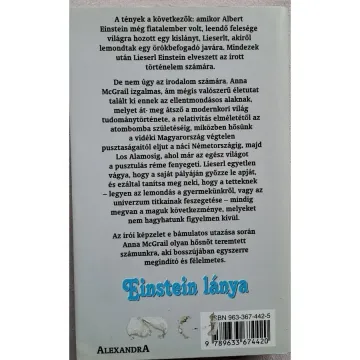 A tények a következők: amikor Albert
Einstein még fiatalember volt, leendő felesége
világra hozott egy kislányt, Lieserlt, akiről
lemondtak egy örökbefogadó javára. Mindezek
után Lieserl Einstein elveszett az írott
történelem számára.
De nem úgy az irodalom számára. Anna
McGrail izgalmas, ám mégis valószerű életutat
talált ki ennek az ellentmondásos alaknak,
melyet át- meg átsző a modernkori világ
tudománytörténete, a relativitás elméletétől az
atombomba születéséig, miközben hősünk
a vidéki Magyarország végtelen
pusztaságaitól eljut a náci Németországig, majd
Los Alamosig, ahol már az egész világot
a pusztulás réme fenyegeti. Lieserl egyetlen
vágya, hogy a saját pályáján győzze le apját,
és ezáltal tanítsa meg neki, hogy a tetteknek
– legyen az lemondás a gyermekünkről, vagy az
univerzum titkainak feszegetése – mindig
megvan a maguk következménye, melyeket
nem hagyhatunk figyelmen kívül.
Az írói képzelet e bámulatos utazása során
Anna McGrail olyan hősnőt teremtett
számunkra, aki bosszújában egyszerre
megindító és félelmetes.
Einstein lánya
ISBN 963-367-442-5
9 789633 674420
ALEXANDRA